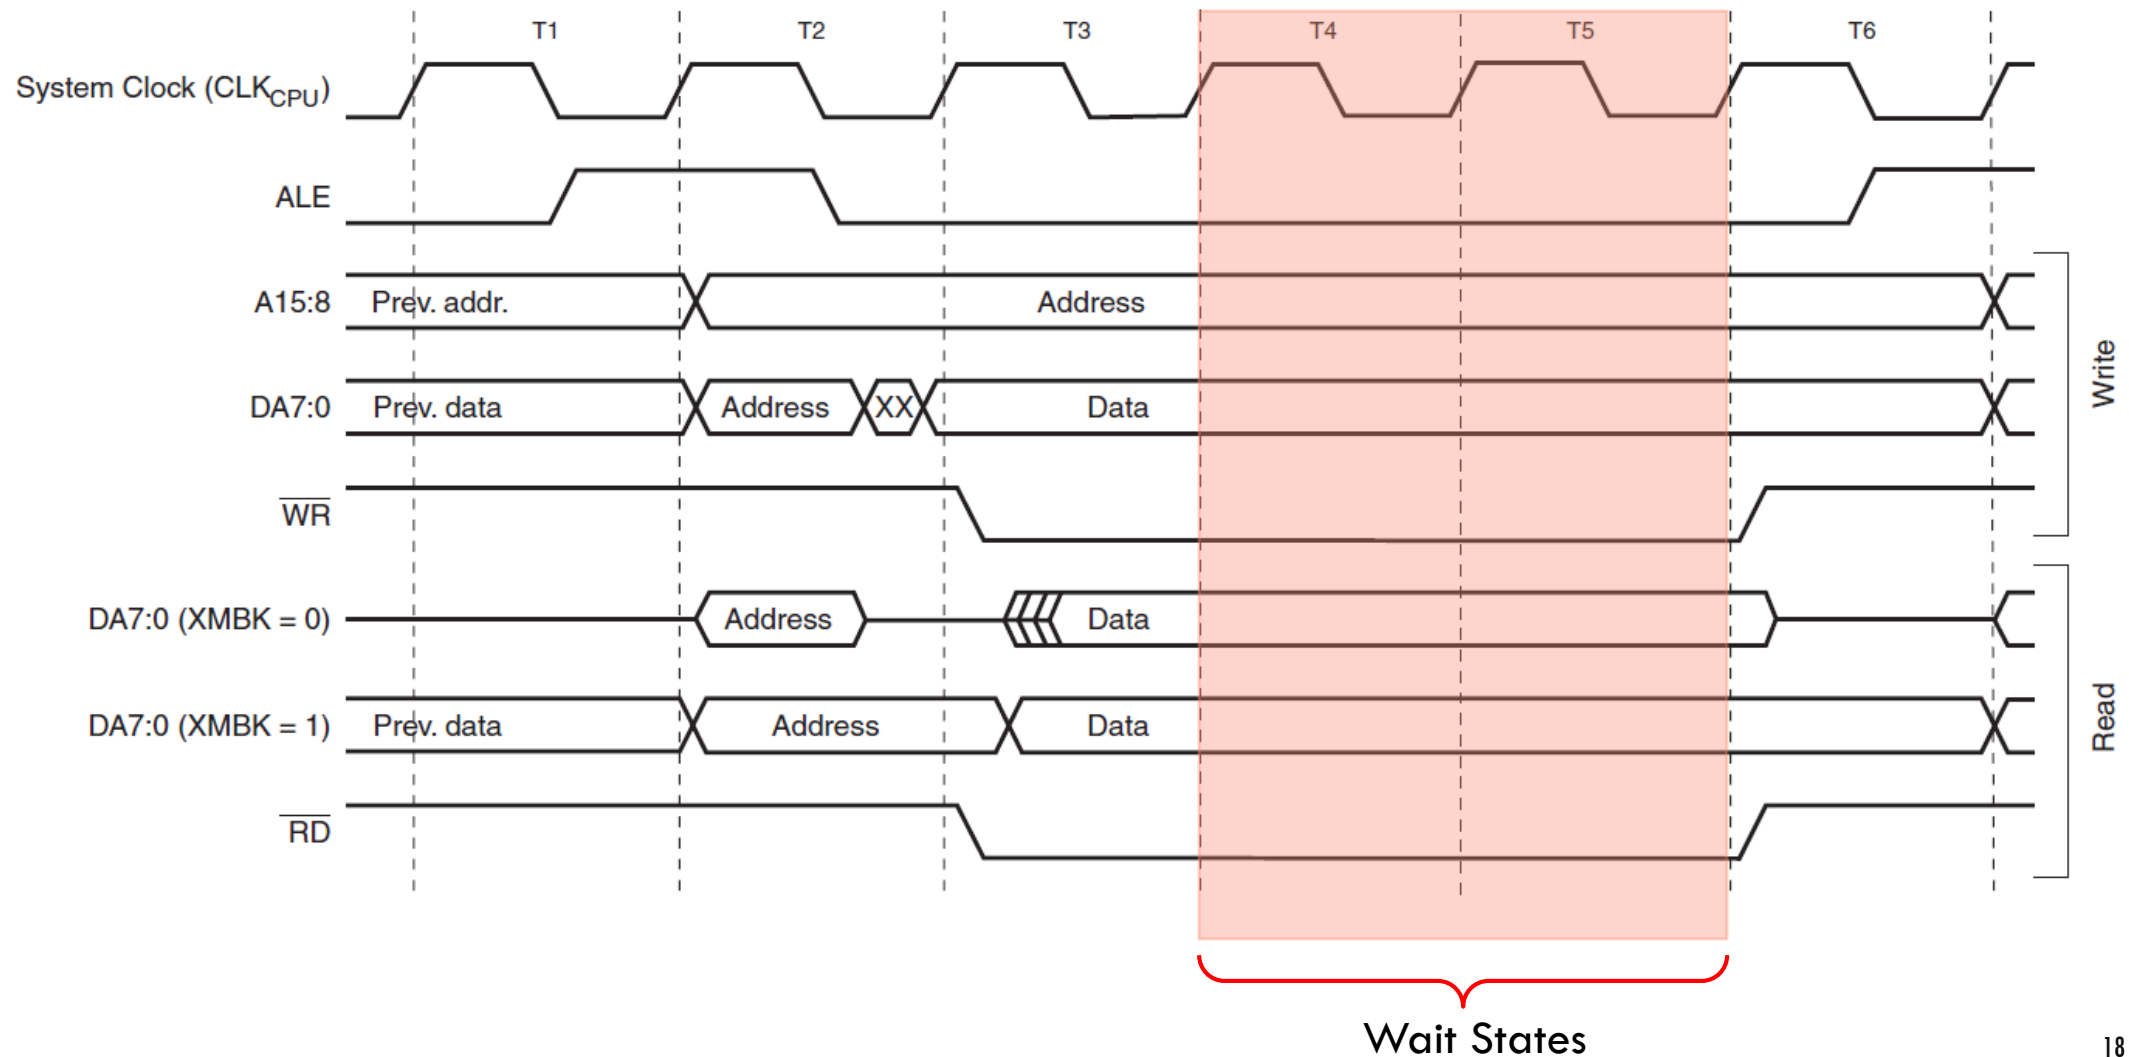 T1 T2 T3 T4 T5 T6
System Clock (CLKCPU)
ALE
A15:8 Prev. addr. Address
DA7:0 Prev. data Address XX Data
WR
Write
DA7:0 (XMBK = 0) Address Data
DA7:0 (XMBK = 1) Prev. data Address Data
RD
Read
Wait States
18